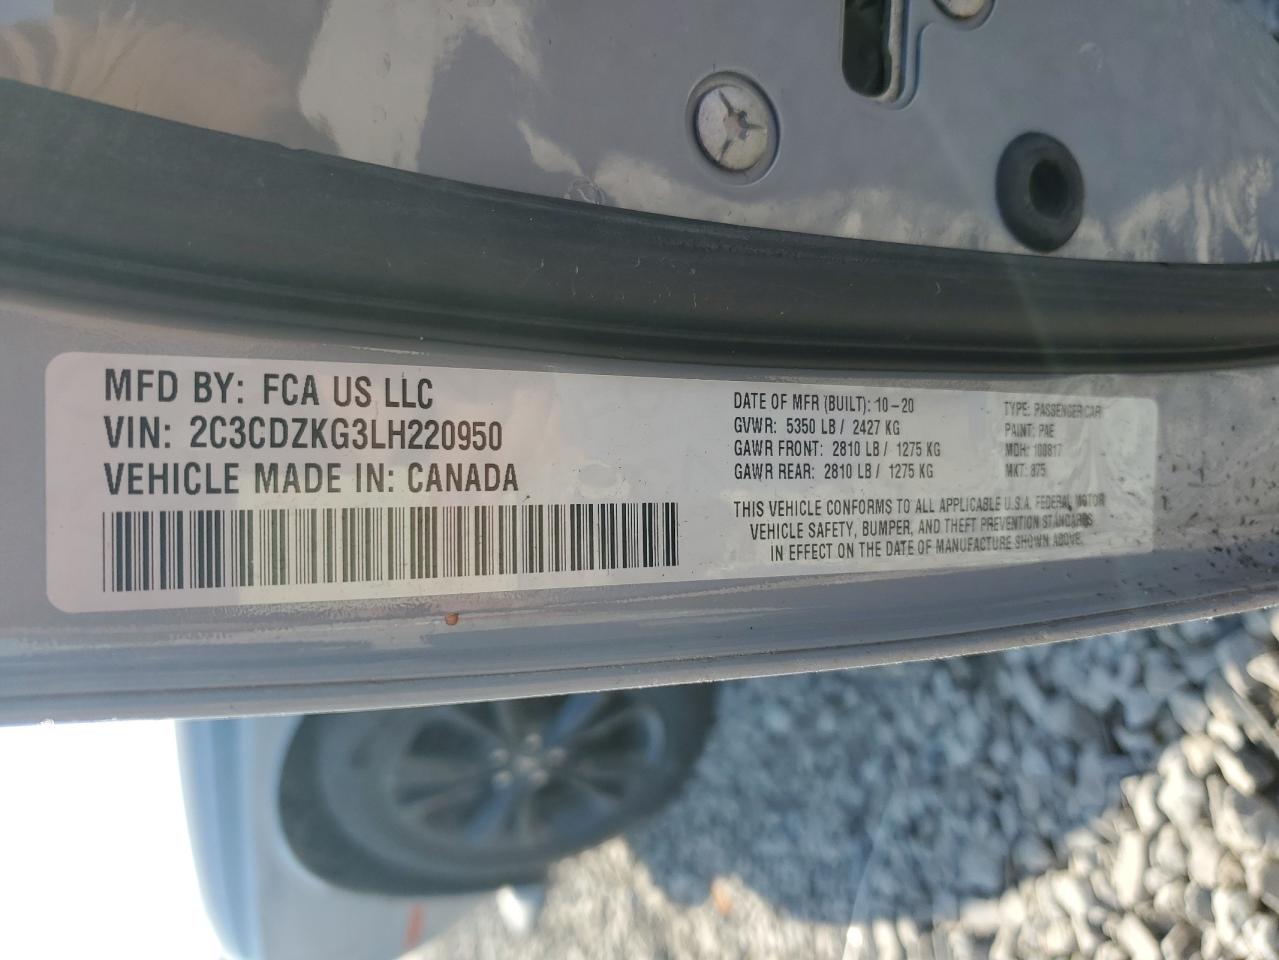 MFD BY: FCA US LLC
VIN: 2C3CDZKG3LH220950
VEHICLE MADE IN: CANADA
DATE OF MFR (BUILT): 10-20
GVWR: 5350 LB / 2427 KG
GAWR FRONT: 2810 LB / 1275 KG
GAWR REAR: 2810 LB / 1275 KG
TYPE: PASSENGER CAR
PAINT: PAE
MDH: 100817
MKT: 875
THIS VEHICLE CONFORMS TO ALL APPLICABLE U.S.A. FEDERAL MOTOR
VEHICLE SAFETY, BUMPER, AND THEFT PREVENTION STANDARDS
IN EFFECT ON THE DATE OF MANUFACTURE SHOWN ABOVE.